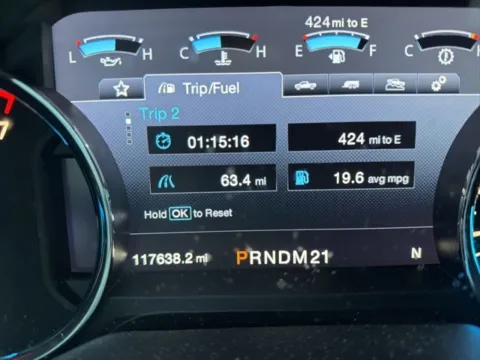 424 mi to E
L H C H E F C H
Trip/Fuel
Trip 2
01:15:16 424 mi to E
63.4 mi 19.6 avg mpg
Hold OK to Reset
117638.2 mi PRNDM21 N
7